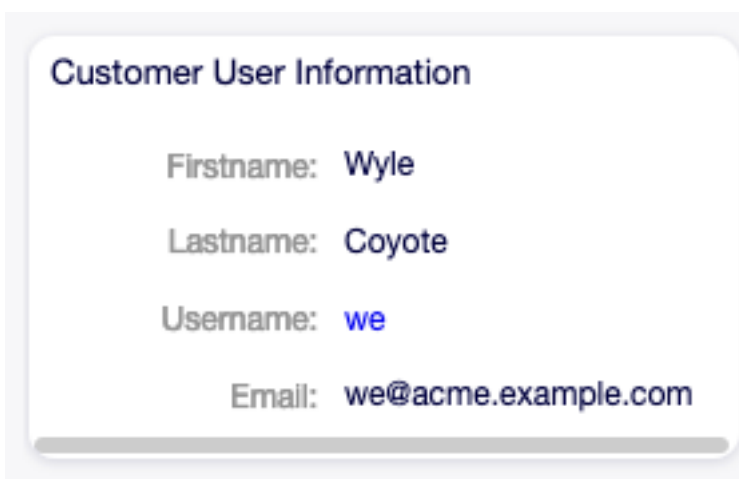 Customer User Information
Firstname: Wyle
Lastname: Coyote
Username: we
Email: we@acme.example.com